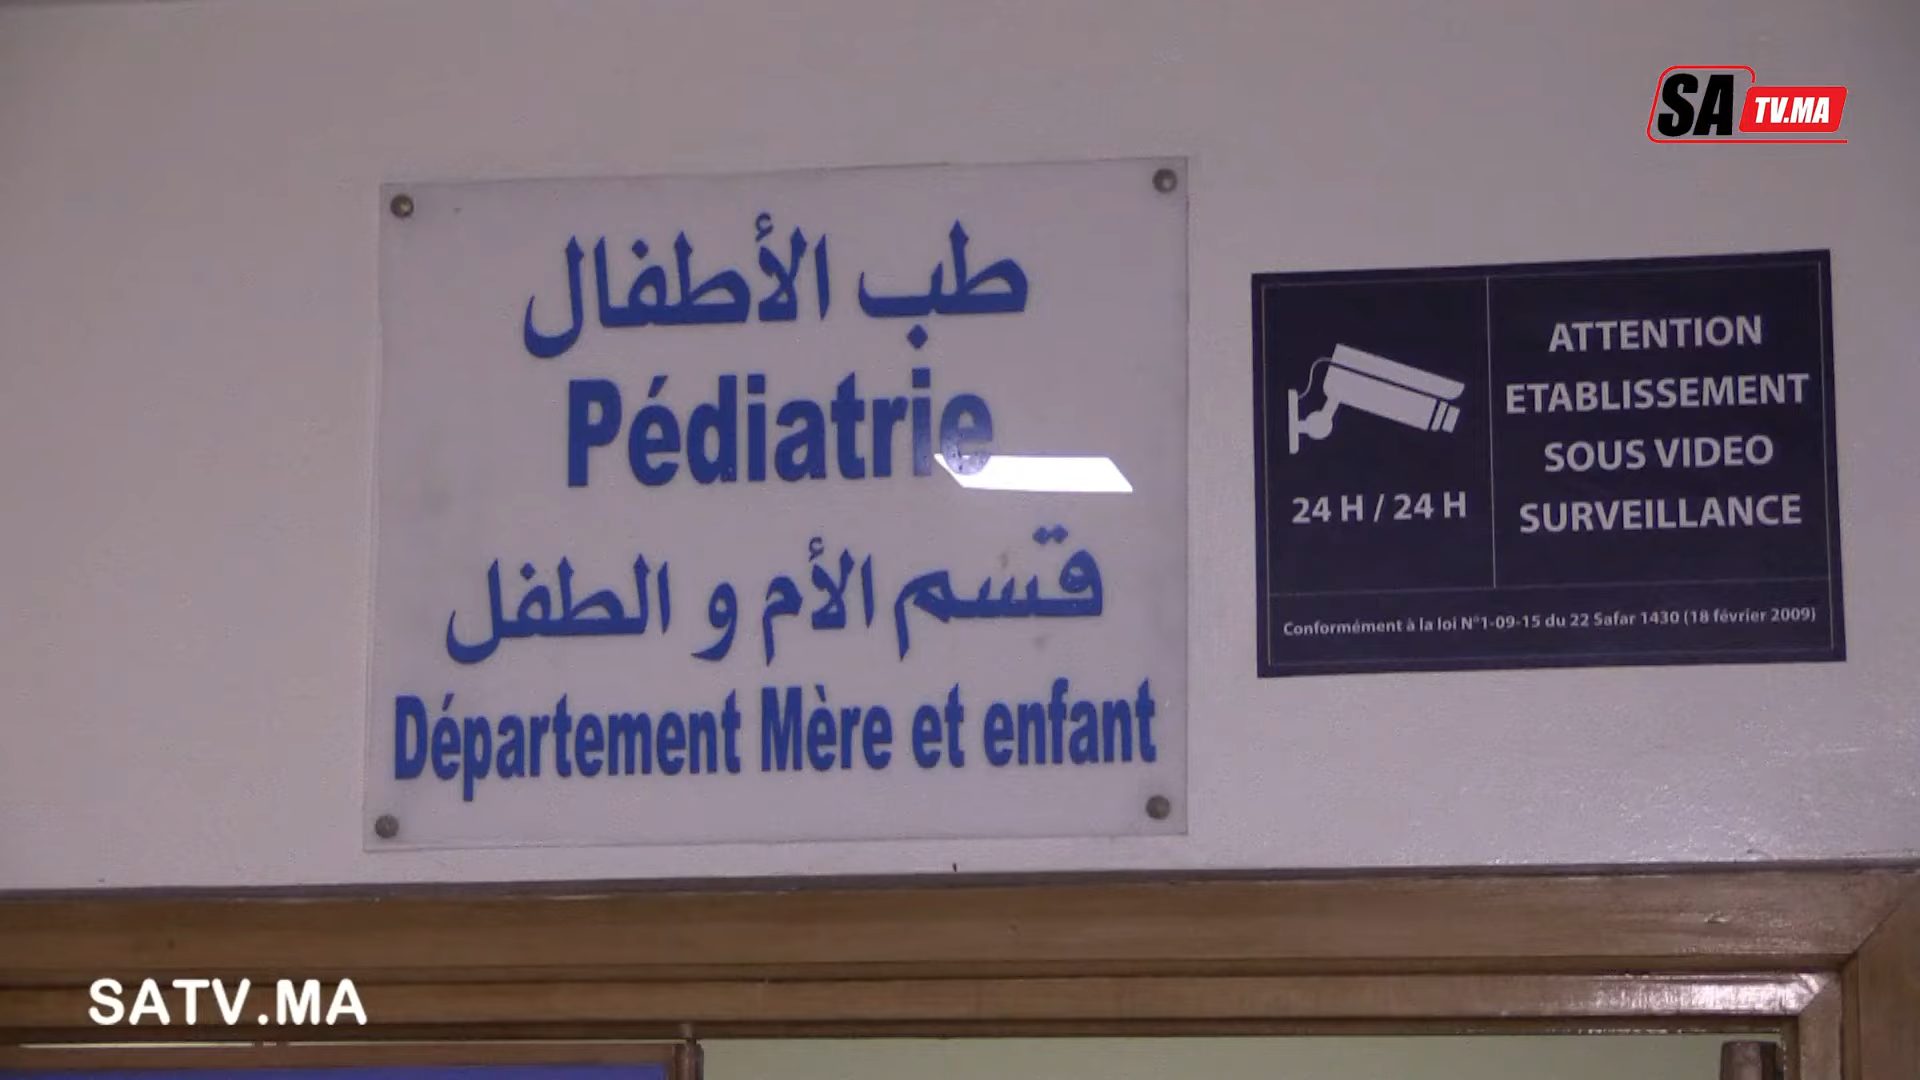 SA TV.MA
طب الأطفال
Pédiatrie
قسم الأم و الطفل
Département Mère et enfant
ATTENTION
ETABLISSEMENT
SOUS VIDEO
SURVEILLANCE
24 H / 24 H
Conformément à la loi N°1-09-15 du 22 Safar 1430 (18 février 2009)
SATV.MA